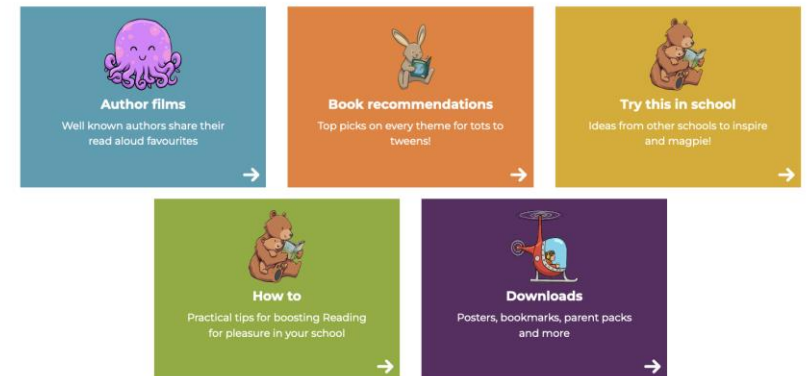 Author films
Well known authors share their
read aloud favourites
Book recommendations
Top picks on every theme for tots to
tweens!
Try this in school
Ideas from other schools to inspire
and magpie!
How to
Practical tips for boosting Reading
for pleasure in your school
Downloads
Posters, bookmarks, parent packs
and more